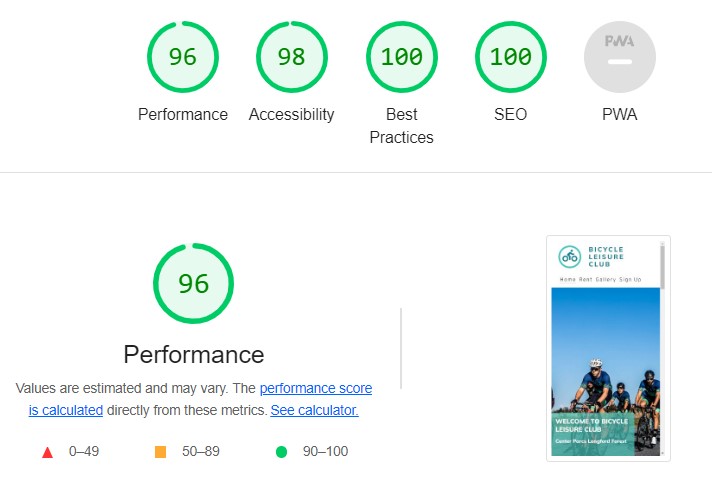 96
98
100
100
PWA
Performance
Accessibility
Best
Practices
SEO
PWA
96
Performance
Values are estimated and may vary. The performance score
is calculated directly from these metrics. See calculator.
0–49
50–89
90–100
BICYCLE
LEISURE
CLUB
Home Rent Gallery Sign Up
WELCOME TO BICYCLE
LEISURE CLUB
Center Parcs Longford Forest